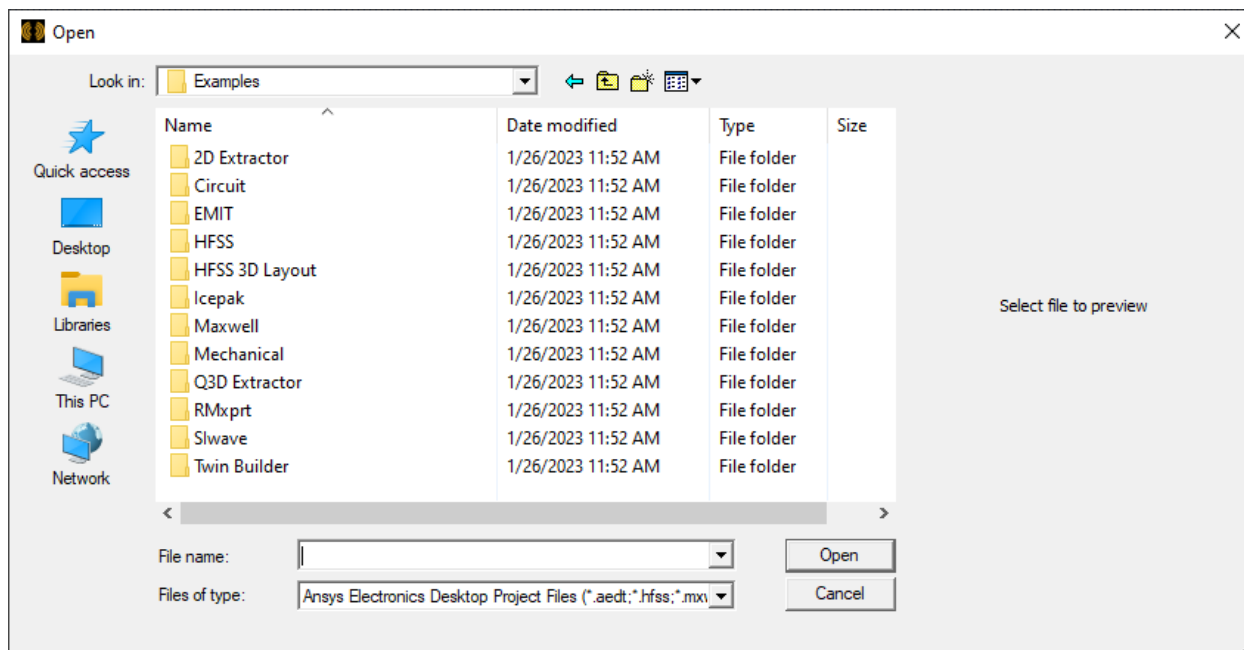 Open
Look in: Examples
Quick access
Desktop
Libraries
This PC
Network
Name Date modified Type Size
2D Extractor 1/26/2023 11:52 AM File folder
Circuit 1/26/2023 11:52 AM File folder
EMIT 1/26/2023 11:52 AM File folder
HFSS 1/26/2023 11:52 AM File folder
HFSS 3D Layout 1/26/2023 11:52 AM File folder
Icepak 1/26/2023 11:52 AM File folder
Maxwell 1/26/2023 11:52 AM File folder
Mechanical 1/26/2023 11:52 AM File folder
Q3D Extractor 1/26/2023 11:52 AM File folder
RMxprt 1/26/2023 11:52 AM File folder
SIwave 1/26/2023 11:52 AM File folder
Twin Builder 1/26/2023 11:52 AM File folder
Select file to preview
File name: Open
Files of type: Ansys Electronics Desktop Project Files (*.aedt;*.hfss;*.mxv Cancel